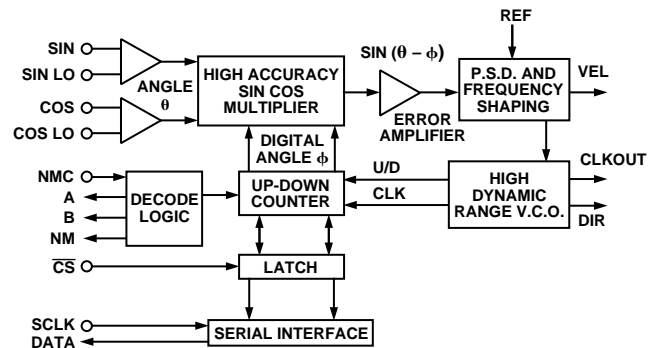 REF
SIN
SIN LO
COS
COS LO
ANGLE
θ
HIGH ACCURACY
SIN COS
MULTIPLIER
SIN (θ – ϕ)
ERROR
AMPLIFIER
P.S.D. AND
FREQUENCY
SHAPING
VEL
DIGITAL
ANGLE ϕ
NMC
A
B
NM
DECODE
LOGIC
UP-DOWN
COUNTER
U/D
CLK
HIGH
DYNAMIC
RANGE V.C.O.
CLKOUT
DIR
CS
LATCH
SCLK
DATA
SERIAL INTERFACE